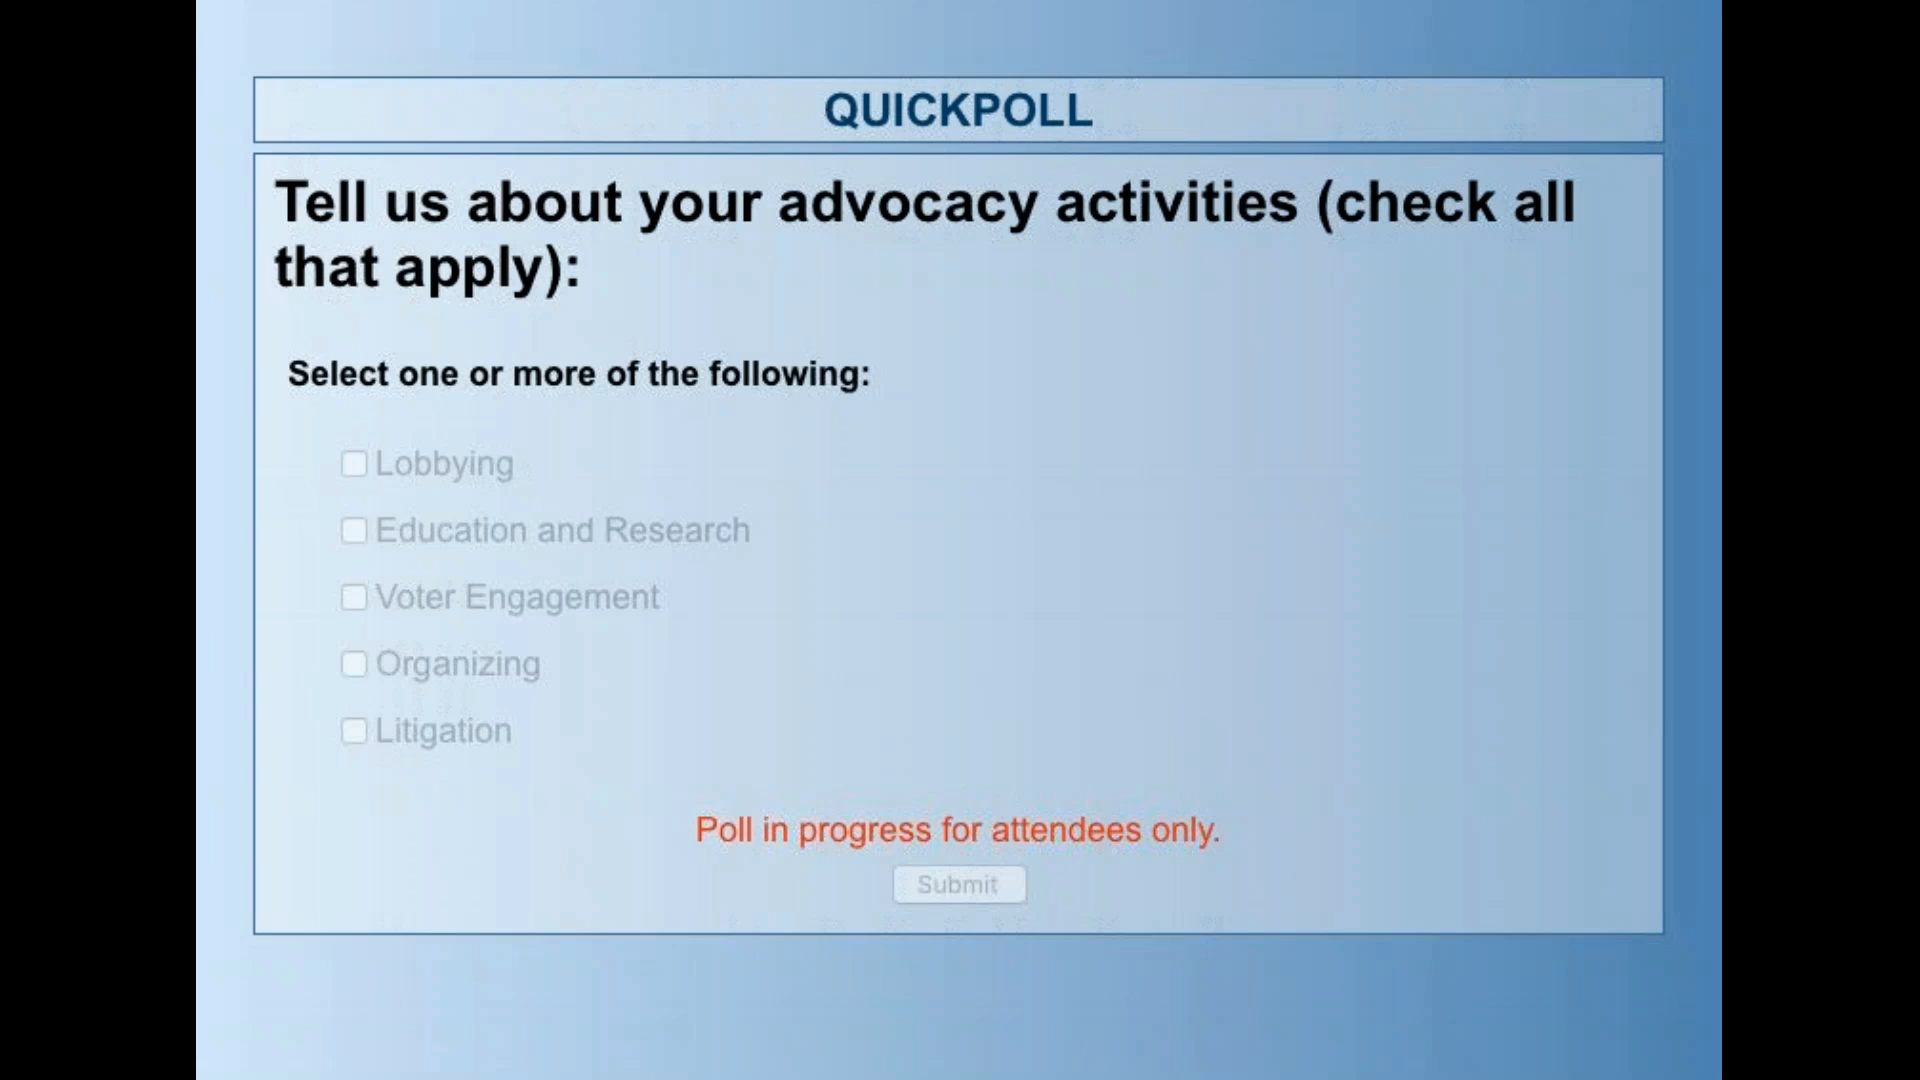 QUICKPOLL
Tell us about your advocacy activities (check all
that apply):
Select one or more of the following:
Lobbying
Education and Research
Voter Engagement
Organizing
Litigation
Poll in progress for attendees only.
Submit